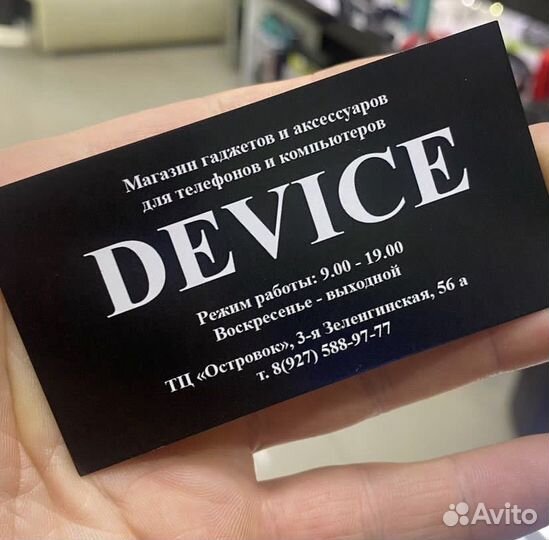 Магазин гаджетов и аксессуаров
для телефонов и компьютеров
DEVICE
Режим работы: 9.00 - 19.00
Воскресенье - выходной
ТЦ «Островок», 3-я Зеленгинская, 56 а
т. 8(927) 588-97-77
Avito